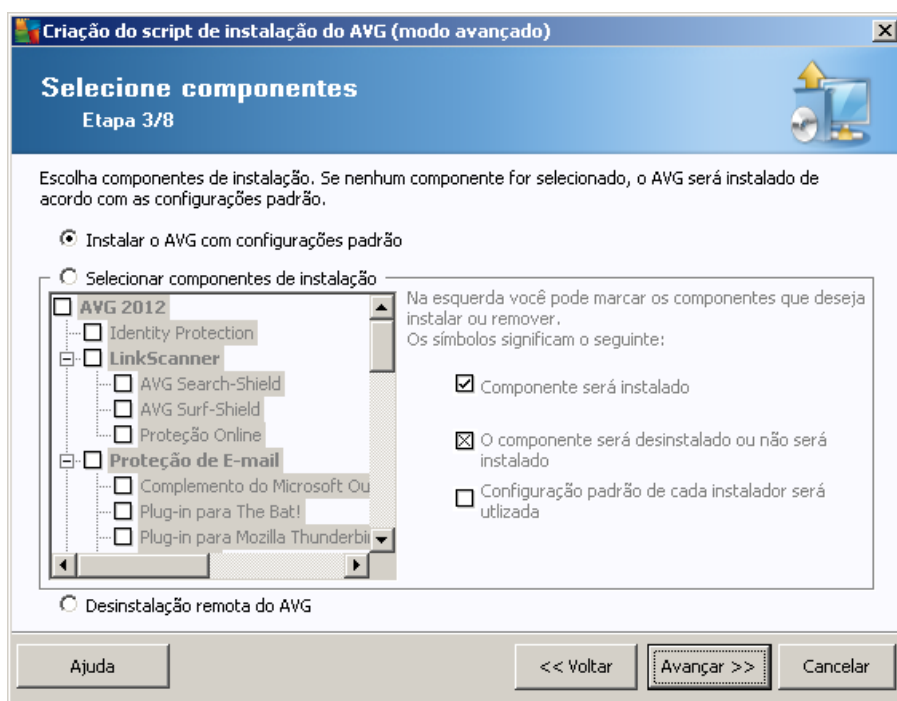 Criação do script de instalação do AVG (modo avançado)
Selecione componentes
Etapa 3/8
Escolha componentes de instalação. Se nenhum componente for selecionado, o AVG será instalado de
acordo com as configurações padrão.
Instalar o AVG com configurações padrão
Selecionar componentes de instalação
AVG 2012
Identity Protection
LinkScanner
AVG Search-Shield
AVG Surf-Shield
Proteção Online
Proteção de E-mail
Complemento do Microsoft Ou
Plug-in para The Bat!
Plug-in para Mozilla Thunderbi
Na esquerda você pode marcar os componentes que deseja
instalar ou remover.
Os símbolos significam o seguinte:
Componente será instalado
O componente será desinstalado ou não será
instalado
Configuração padrão de cada instalador será
utlizada
Desinstalação remota do AVG
Ajuda
<< Voltar
Avançar >>
Cancelar